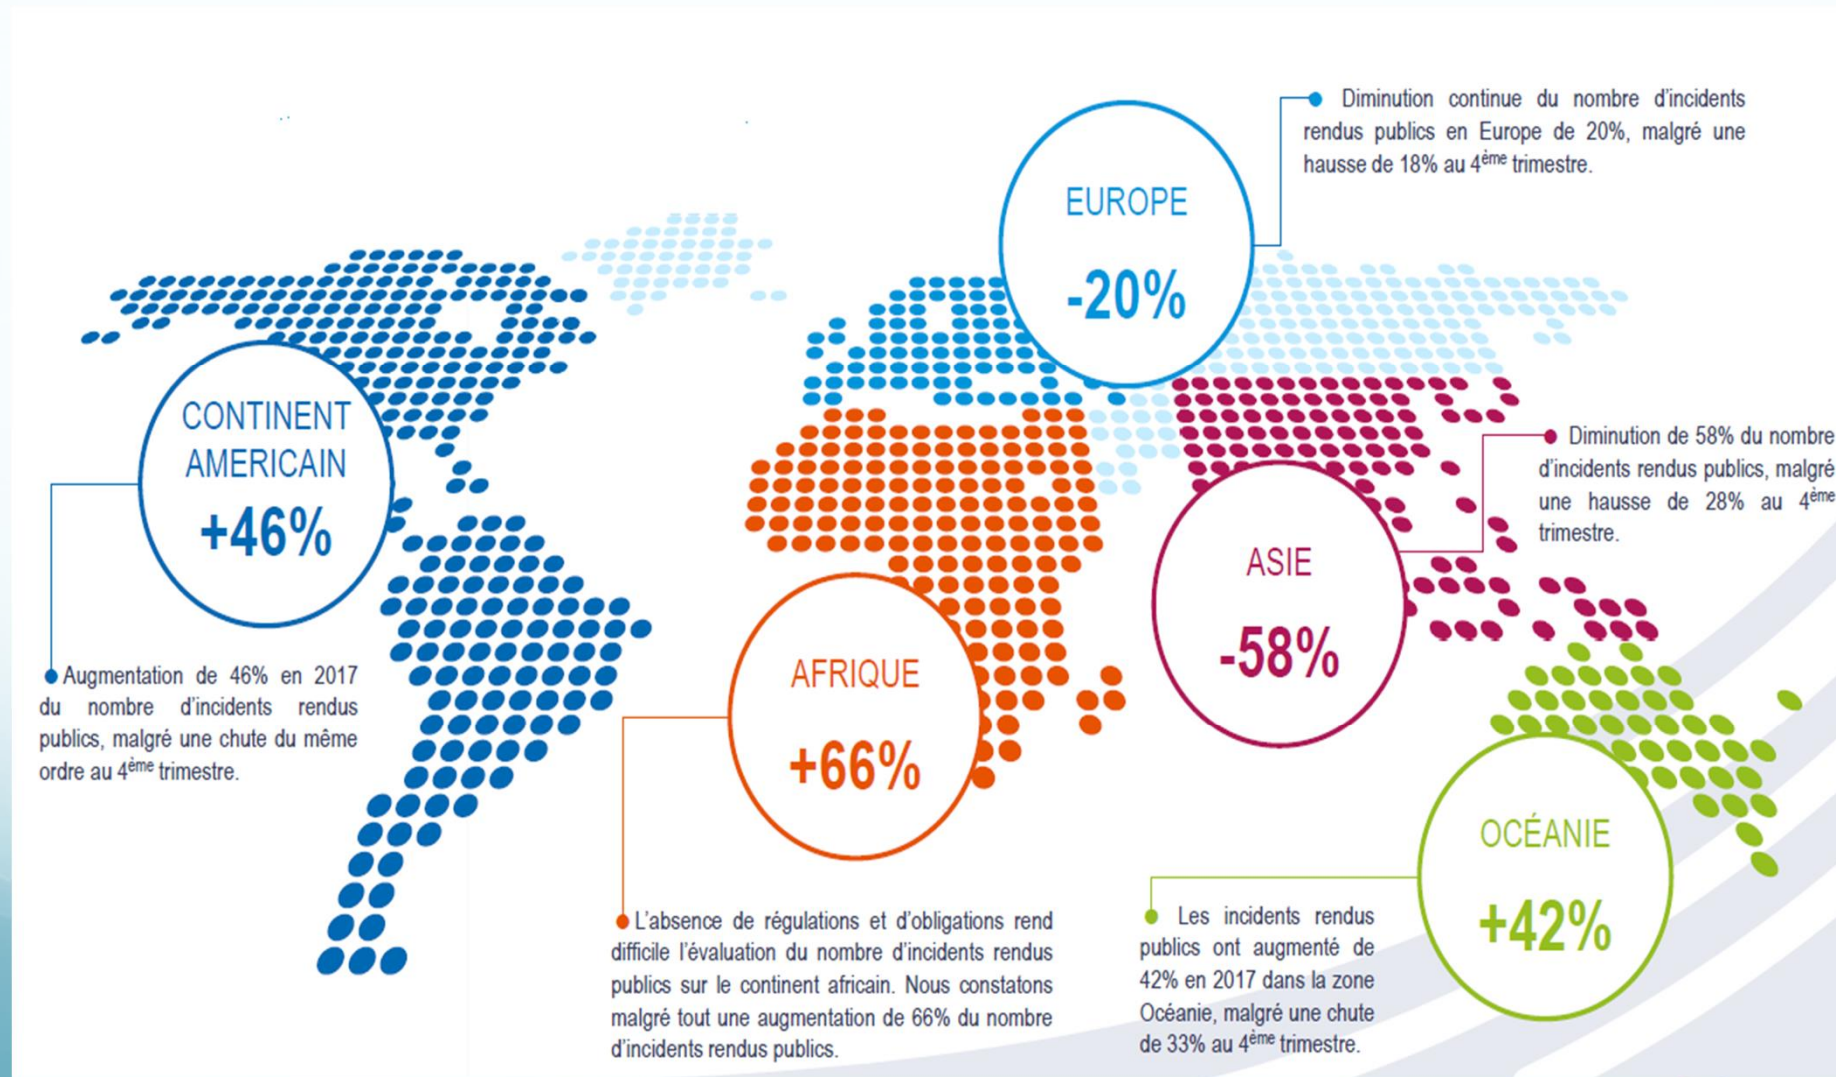 Diminution continue du nombre d'incidents
rendus publics en Europe de 20%, malgré une
hausse de 18% au 4ème trimestre.
EUROPE
-20%
CONTINENT
AMERICAIN
+46%
Augmentation de 46% en 2017
du nombre d'incidents rendus
publics, malgré une chute du même
ordre au 4ème trimestre.
Diminution de 58% du nombre
d'incidents rendus publics, malgré
une hausse de 28% au 4ème
trimestre.
ASIE
-58%
AFRIQUE
+66%
L'absence de régulations et d'obligations rend
difficile l'évaluation du nombre d'incidents rendus
publics sur le continent africain. Nous constatons
malgré tout une augmentation de 66% du nombre
d'incidents rendus publics.
OCÉANIE
+42%
Les incidents rendus
publics ont augmenté de
42% en 2017 dans la zone
Océanie, malgré une chute
de 33% au 4ème trimestre.